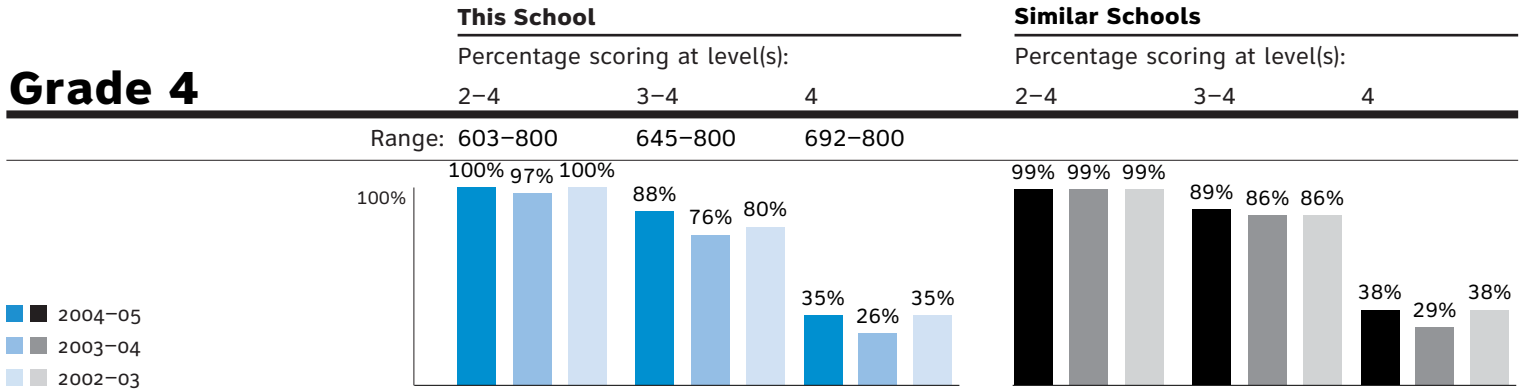 This School
Similar Schools
Percentage scoring at level(s):
Percentage scoring at level(s):
Grade 4
2–4 3–4 4
2–4 3–4 4
Range: 603–800 645–800 692–800
100%
100% 97% 100%
88% 76% 80%
35% 26% 35%
99% 99% 99%
89% 86% 86%
38% 29% 38%
2004–05
2003–04
2002–03